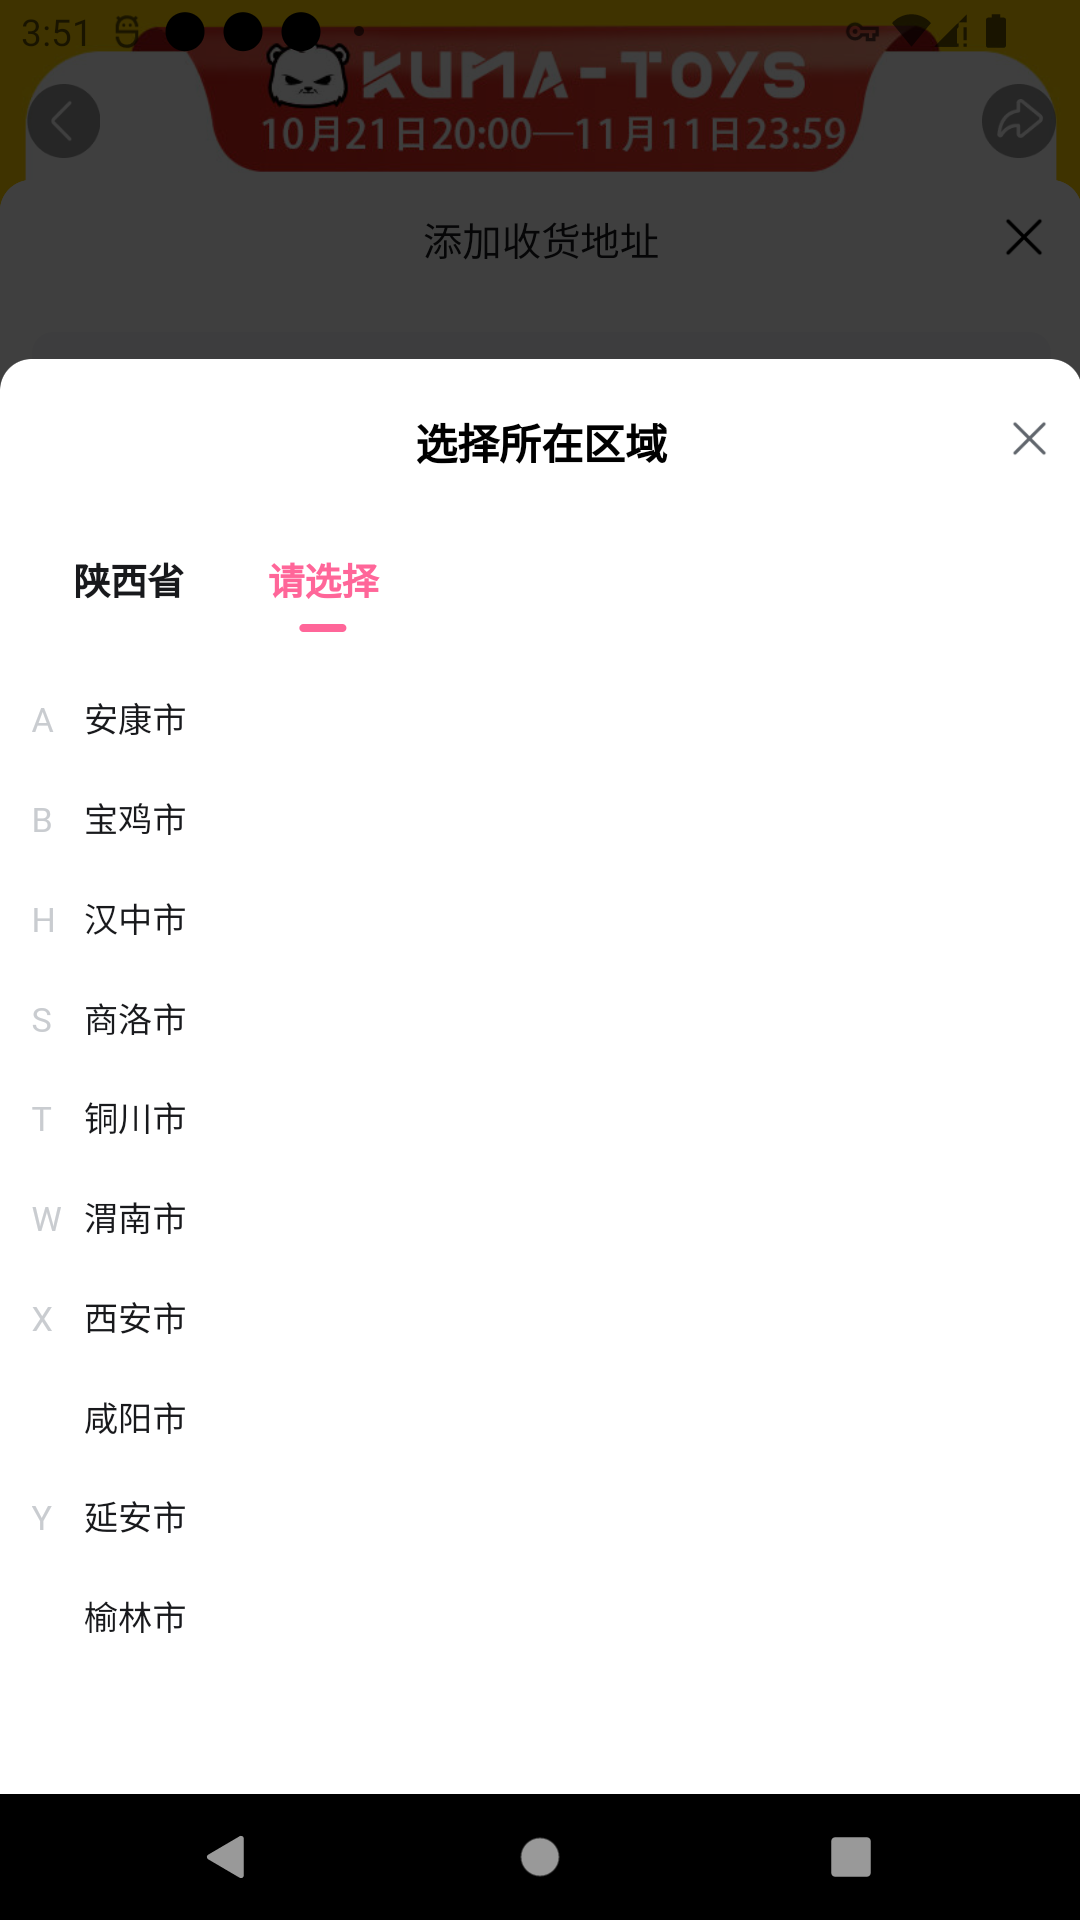 3:51
KUMA-TOYS
10月21日20:00—11月11日23:59
添加收货地址
选择所在区域
陕西省 请选择
A 安康市
B 宝鸡市
H 汉中市
S 商洛市
T 铜川市
W 渭南市
X 西安市
咸阳市
Y 延安市
榆林市